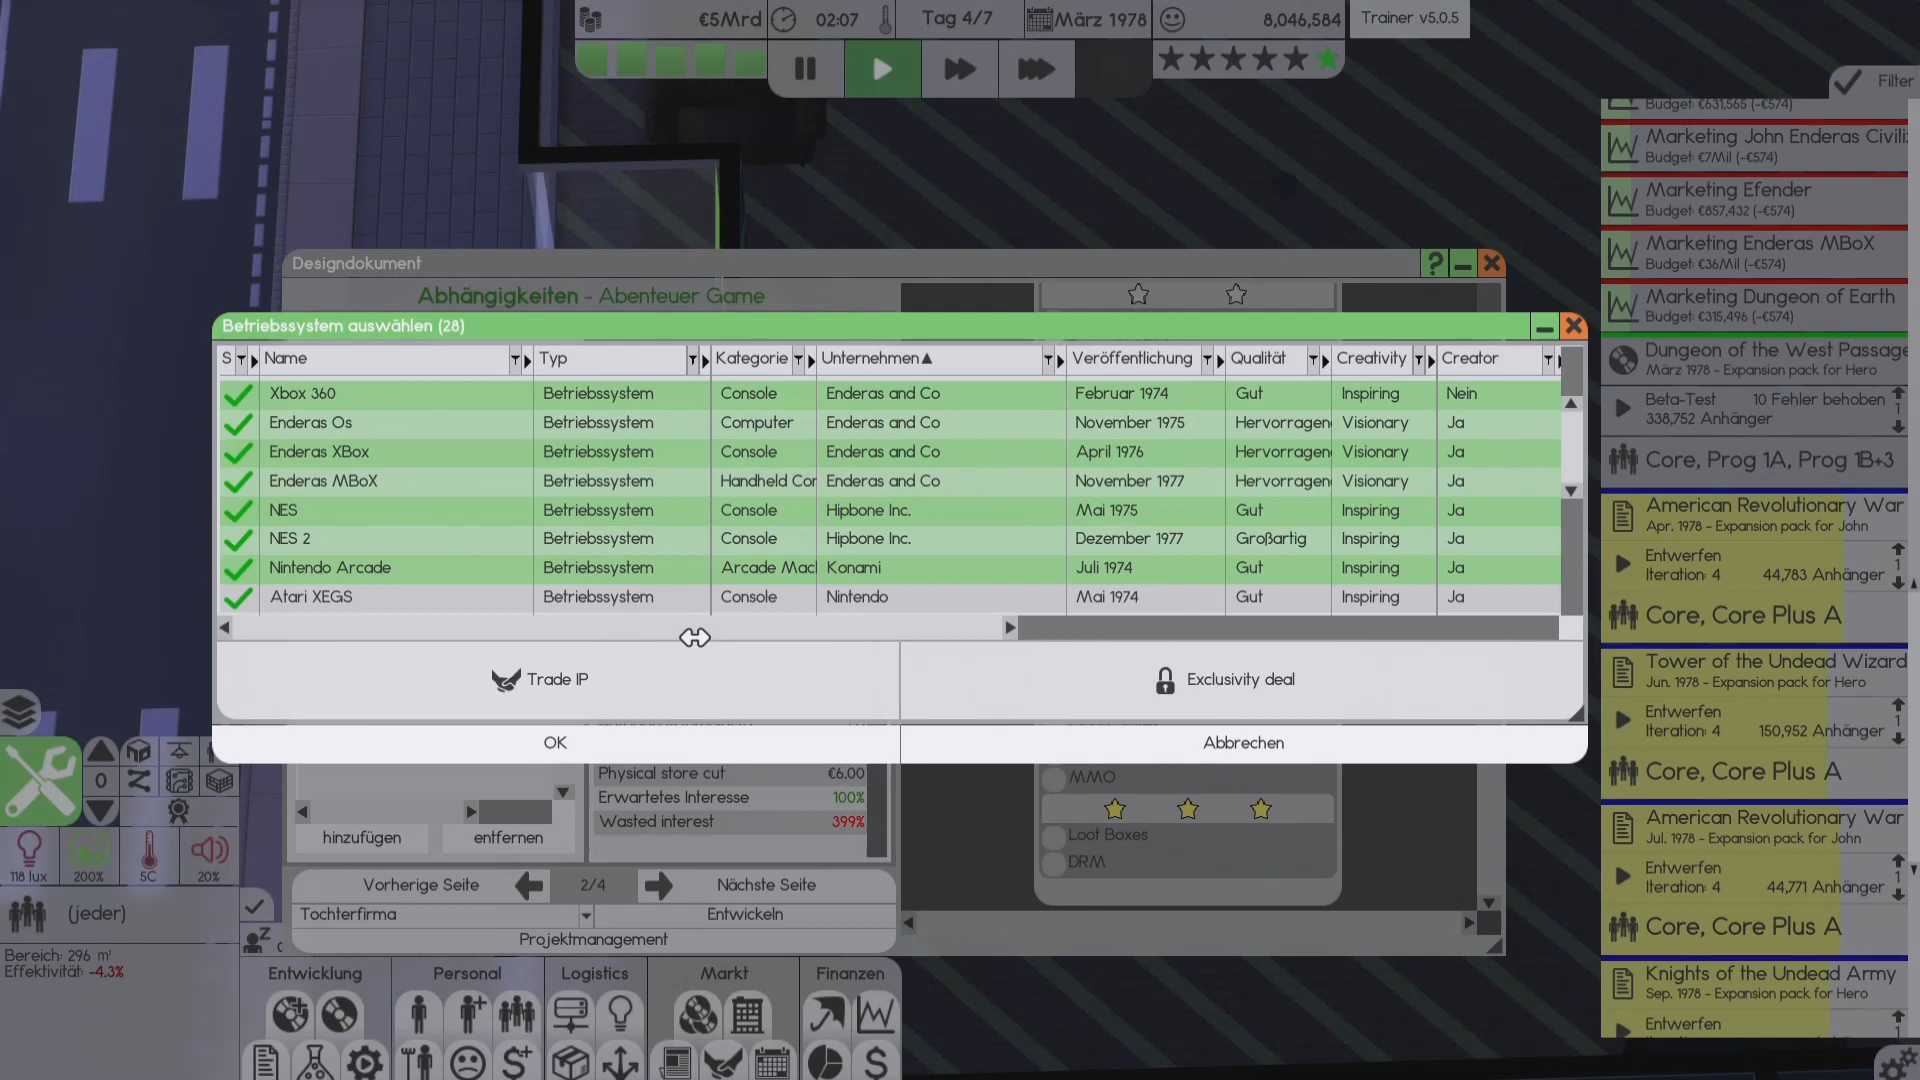 €5Mrd
02:07
Tag 4/7
März 1978
8,046,584
Trainer v5.0.5
Filter
Budget: €631,565 (-€574)
Marketing John Enderas Civili
Budget: €7Mil (-€574)
Marketing Efender
Budget: €857,432 (-€574)
Marketing Enderas MBoX
Budget: €36Mil (-€574)
Marketing Dungeon of Earth
Budget: €315,496 (-€574)
Dungeon of the West Passage
März 1978 - Expansion pack for Hero
Beta-Test 10 Fehler behoben
338,752 Anhänger
1
Core, Prog 1A, Prog 1B+3
American Revolutionary War
Apr. 1978 - Expansion pack for John
Entwerfen
Iteration: 4 44,783 Anhänger
1
Core, Core Plus A
Tower of the Undead Wizard
Jun. 1978 - Expansion pack for Hero
Entwerfen
Iteration: 4 150,952 Anhänger
1
Core, Core Plus A
American Revolutionary War
Jul. 1978 - Expansion pack for John
Entwerfen
Iteration: 4 44,771 Anhänger
1
Core, Core Plus A
Knights of the Undead Army
Sep. 1978 - Expansion pack for Hero
Entwerfen
1
Designdokument
?
Abhängigkeiten - Abenteuer Game
Betriebssystem auswählen (28)
S Name Typ Kategorie Unternehmen Veröffentlichung Qualität Creativity Creator
Xbox 360 Betriebssystem Console Enderas and Co Februar 1974 Gut Inspiring Nein
Enderas Os Betriebssystem Computer Enderas and Co November 1975 Hervorragen Visionary Ja
Enderas XBox Betriebssystem Console Enderas and Co April 1976 Hervorragen Visionary Ja
Enderas MBoX Betriebssystem Handheld Con Enderas and Co November 1977 Hervorragen Visionary Ja
NES Betriebssystem Console Hipbone Inc. Mai 1975 Gut Inspiring Ja
NES 2 Betriebssystem Console Hipbone Inc. Dezember 1977 Großartig Inspiring Ja
Nintendo Arcade Betriebssystem Arcade Mach Konami Juli 1974 Gut Inspiring Ja
Atari XEGS Betriebssystem Console Nintendo Mai 1974 Gut Inspiring Ja
Trade IP
Exclusivity deal
OK
Abbrechen
Physical store cut €6.00
Erwartetes Interesse 100%
Wasted interest 399%
hinzufügen
entfernen
MMO
Loot Boxes
DRM
Vorherige Seite 2/4 Nächste Seite
Tochterfirma
Entwickeln
Projektmanagement
0
118 lux
200%
5C
20%
(jeder)
Bereich: 296 m²
Effektivität: -4.3%
Entwicklung
Personal
Logistics
Markt
Finanzen